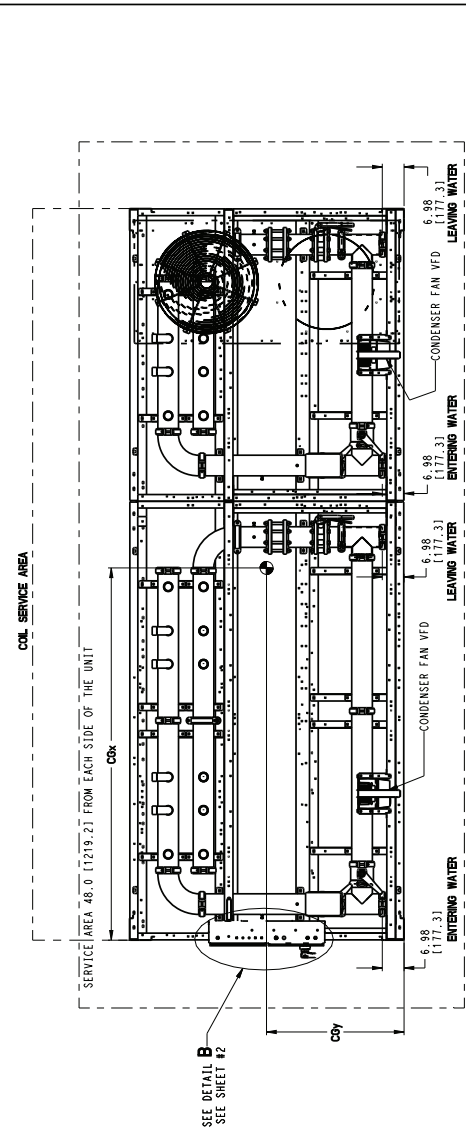 COIL SERVICE AREA
SERVICE AREA 48.0 [1219.2] FROM EACH SIDE OF THE UNIT
CGx
SEE DETAIL B
SEE SHEET #2
CGy
6.98
[177.3]
ENTERING WATER
CONDENSER FAN VFD
6.98
[177.3]
LEAVING WATER
6.98
[177.3]
ENTERING WATER
CONDENSER FAN VFD
6.98
[177.3]
LEAVING WATER